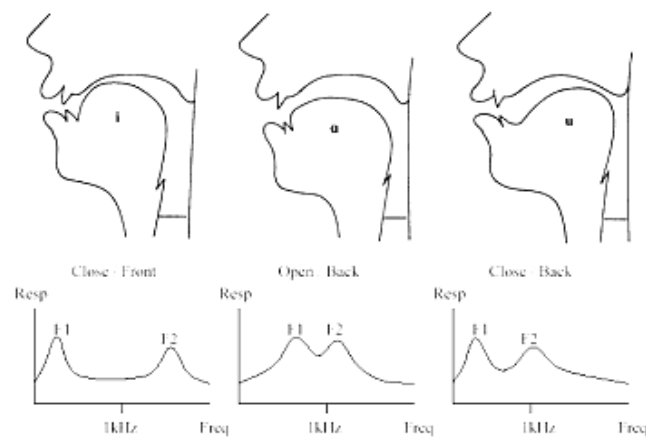 i ɑ u
Close - Front Open - Back Close - Back
Resp Resp Resp
F1 F2 F1 F2 F1 F2
1kHz Freq 1kHz Freq 1kHz Freq